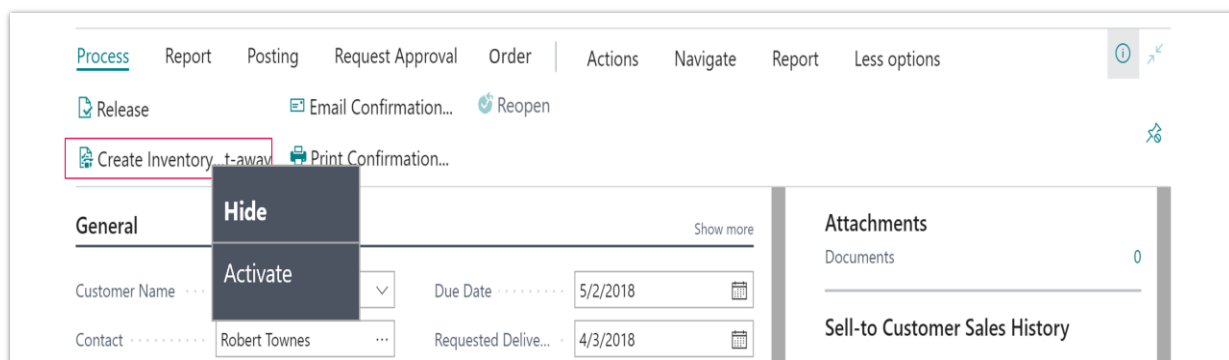 Process Report Posting Request Approval Order Actions Navigate Report Less options
Release Email Confirmation... Reopen
Create Inventory...t-away Print Confirmation...
Hide
General Show more Attachments
Documents 0
Activate
Customer Name Due Date 5/2/2018
Sell-to Customer Sales History
Contact Robert Townes ... Requested Delive... 4/3/2018